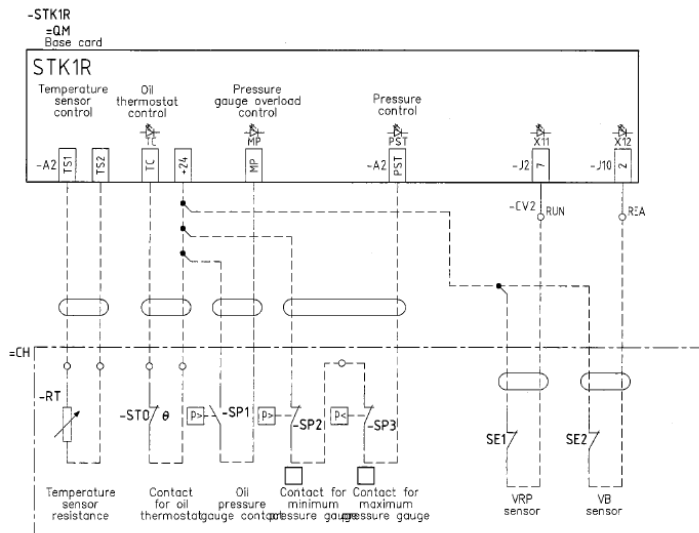 -STK1R
=QM
Base card
STK1R
Temperature
sensor
control
Oil
thermostat
control
Pressure
gauge overload
control
Pressure
control
TC
MP
PST
X11
X12
-A2
TS1
TS2
TC
+24
MP
-A2
PST
-J2
7
-J10
2
-CV2
RUN
REA
=CH
-RT
-STO
θ
P>
-SP1
P>
-SP2
P<
-SP3
SE1
SE2
Temperature
sensor
resistance
Contact
for oil
thermostat
Oil
pressure
gauge contact
Contact for
minimum
pressure gauge
Contact for
maximum
pressure gauge
VRP
sensor
VB
sensor